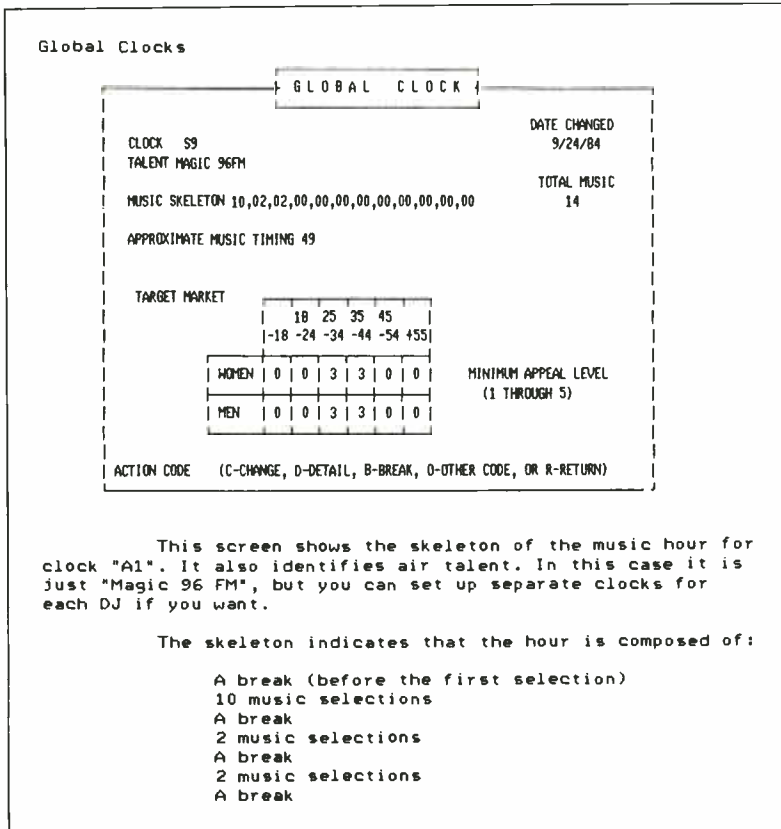 Global Clocks
GLOBAL CLOCK
DATE CHANGED
CLOCK S9 9/24/84
TALENT MAGIC 96FM
TOTAL MUSIC
MUSIC SKELETON 10,02,02,00,00,00,00,00,00,00,00,00 14
APPROXIMATE MUSIC TIMING 49
TARGET MARKET
18 25 35 45
-18 -24 -34 -44 -54 +55
WOMEN 0 0 3 3 0 0 MINIMUM APPEAL LEVEL
(1 THROUGH 5)
MEN 0 0 3 3 0 0
ACTION CODE (C-CHANGE, D-DETAIL, B-BREAK, O-OTHER CODE, OR R-RETURN)
This screen shows the skeleton of the music hour for
clock "A1". It also identifies air talent. In this case it is
just "Magic 96 FM", but you can set up separate clocks for
each DJ if you want.
The skeleton indicates that the hour is composed of:
A break (before the first selection)
10 music selections
A break
2 music selections
A break
2 music selections
A break